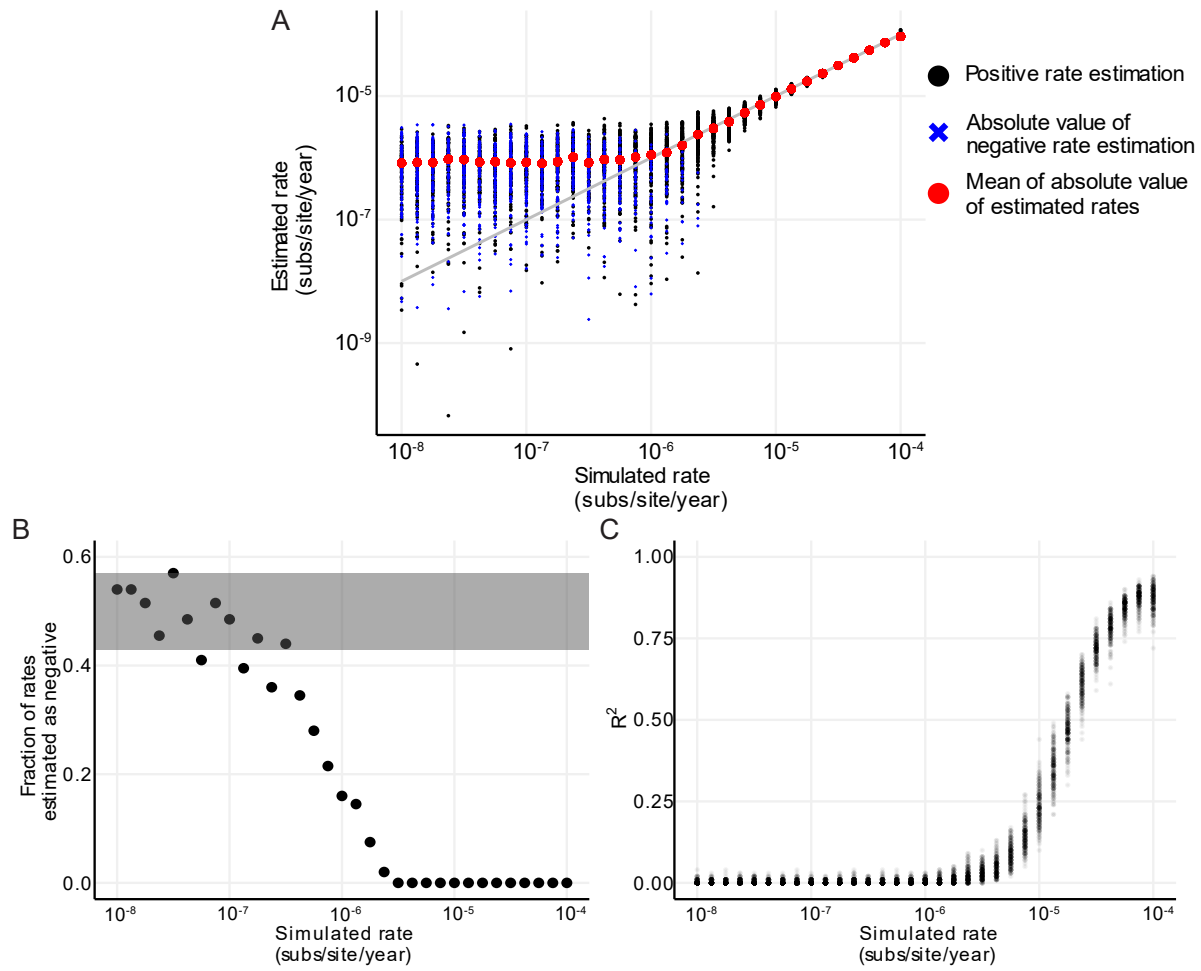 A
Estimated rate
(subs/site/year)
10-5
10-7
10-9
10-8
10-7
10-6
10-5
10-4
Simulated rate
(subs/site/year)
Positive rate estimation
Absolute value of
negative rate estimation
Mean of absolute value
of estimated rates
B
Fraction of rates
estimated as negative
0.6
0.4
0.2
0.0
10-8
10-7
10-6
10-5
10-4
Simulated rate
(subs/site/year)
C
R2
1.00
0.75
0.50
0.25
0.00
10-8
10-7
10-6
10-5
10-4
Simulated rate
(subs/site/year)